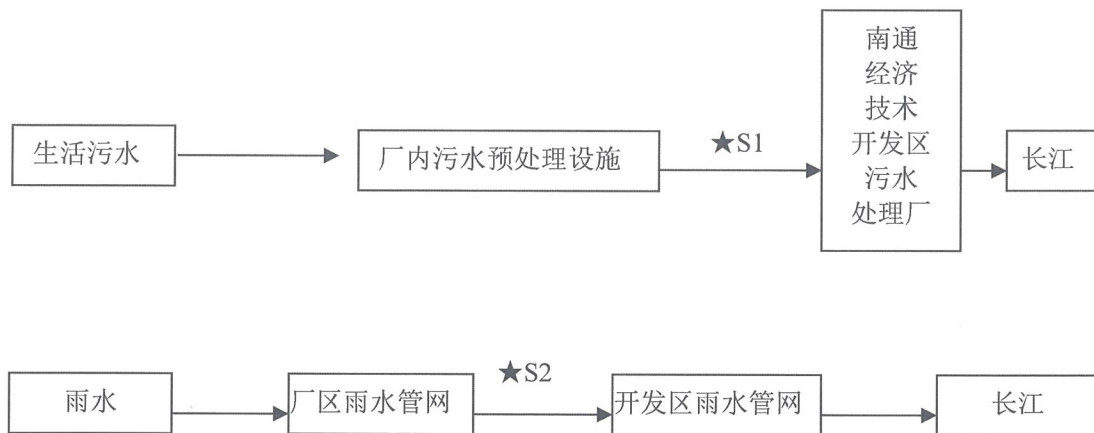 生活污水
厂内污水预处理设施
★S1
南通
经济
技术
开发区
污水
处理厂
长江
雨水
厂区雨水管网
★S2
开发区雨水管网
长江